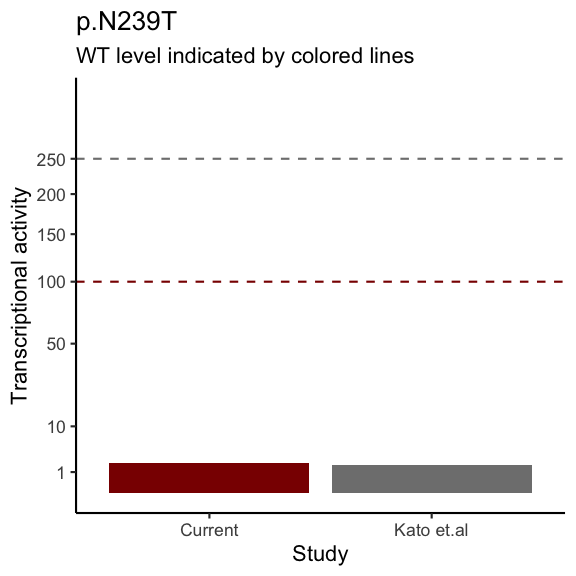 p.N239T
WT level indicated by colored lines
Transcriptional activity
250
200
150
100
50
10
1
Current
Kato et.al
Study